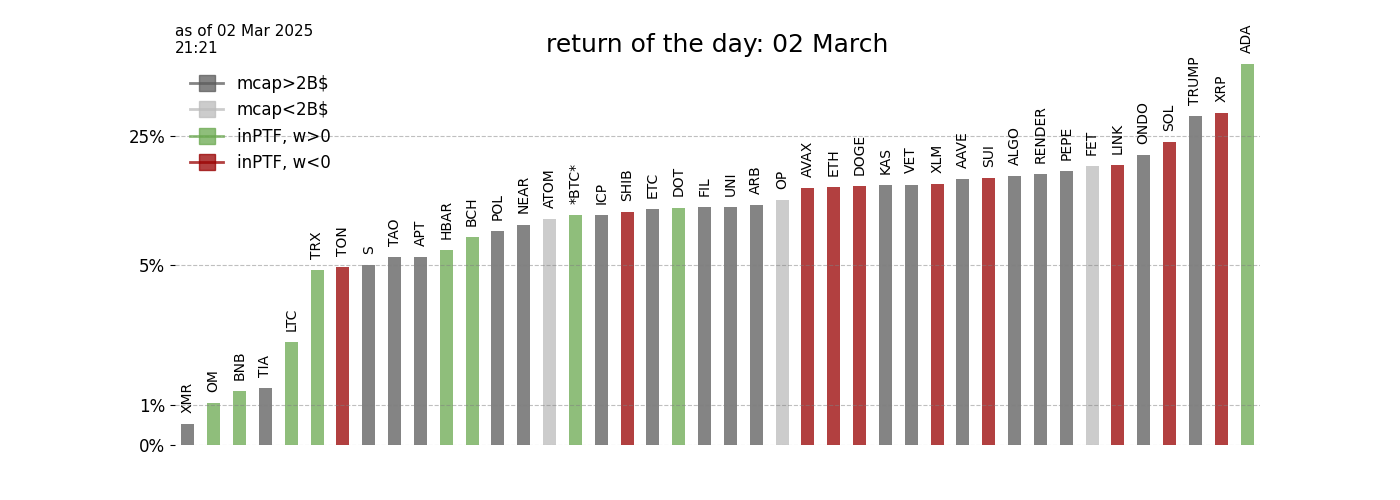 as of 02 Mar 2025
21:21
return of the day: 02 March
mcap>2B$
mcap<2B$
inPTF, w>0
inPTF, w<0
25%
5%
1%
0%
XMR
OM
BNB
TIA
LTC
TRX
TON
S
TAO
APT
HBAR
BCH
POL
NEAR
ATOM
*BTC*
ICP
SHIB
ETC
DOT
FIL
UNI
ARB
OP
AVAX
ETH
DOGE
KAS
VET
XLM
AAVE
SUI
ALGO
RENDER
PEPE
FET
LINK
ONDO
SOL
TRUMP
XRP
ADA